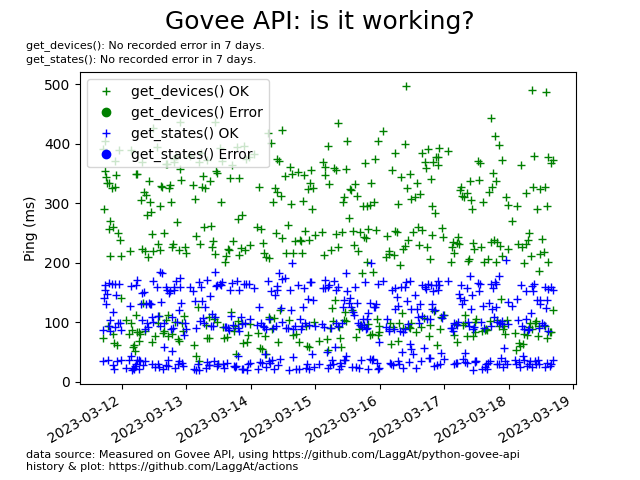 Govee API: is it working?
get_devices(): No recorded error in 7 days.
get_states(): No recorded error in 7 days.
get_devices() OK
get_devices() Error
get_states() OK
get_states() Error
500
400
300
200
100
0
Ping (ms)
2023-03-12
2023-03-13
2023-03-14
2023-03-15
2023-03-16
2023-03-17
2023-03-18
2023-03-19
data source: Measured on Govee API, using https://github.com/LaggAt/python-govee-api
history & plot: https://github.com/LaggAt/actions